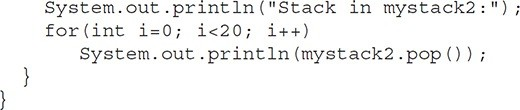 System.out.println("Stack in mystack2:");
for(int i=0; i<20; i++)
System.out.println(mystack2.pop());
}
}